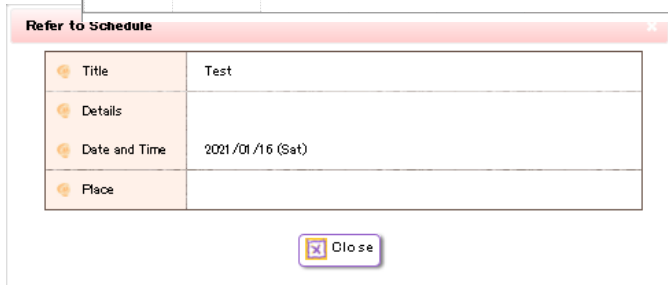 Refer to Schedule
Title Test
Details
Date and Time 2021/01/16 (Sat)
Place
Close